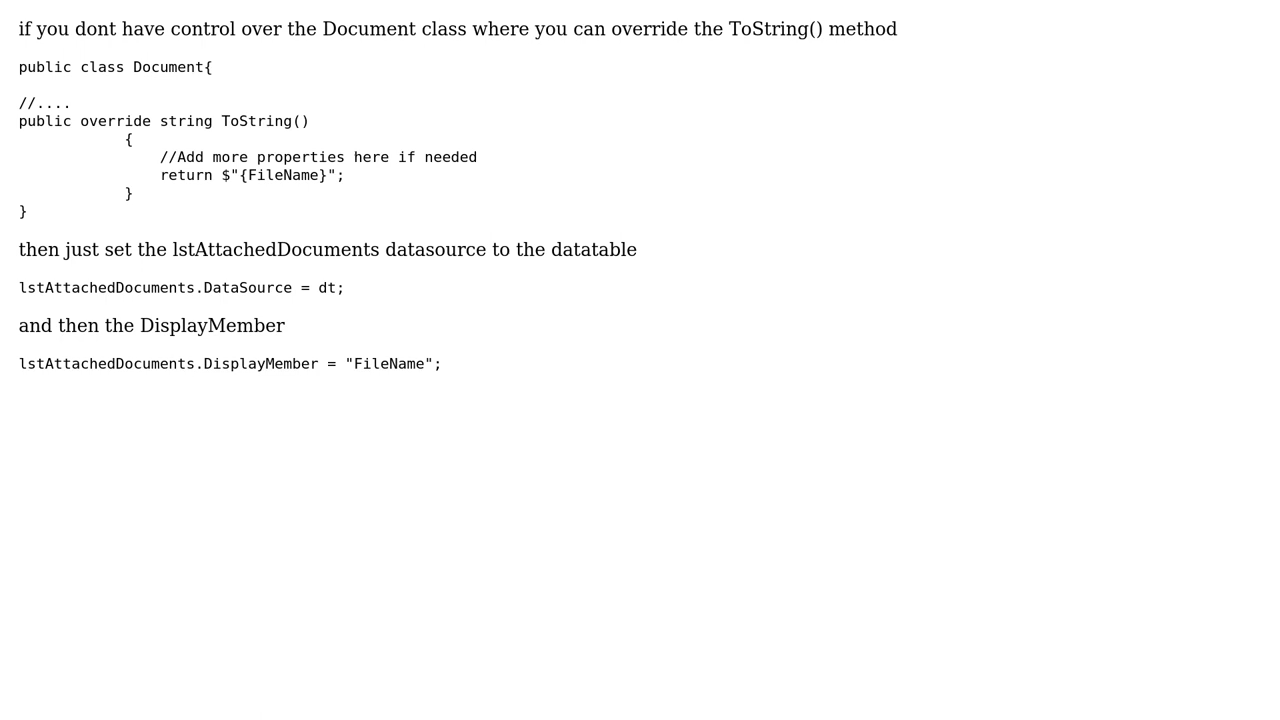 if you dont have control over the Document class where you can override the ToString() method
public class Document{
//....
public override string ToString()
            {
                //Add more properties here if needed
                return $"{FileName}";
            }
}
then just set the lstAttachedDocuments datasource to the datatable
lstAttachedDocuments.DataSource = dt;
and then the DisplayMember
lstAttachedDocuments.DisplayMember = "FileName";